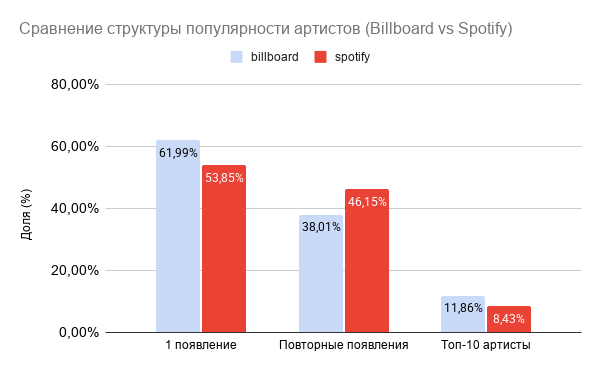 Сравнение структуры популярности артистов (Billboard vs Spotify)
billboard spotify
Доля (%)
80,00%
60,00%
40,00%
20,00%
0,00%
61,99%
53,85%
38,01%
46,15%
11,86%
8,43%
1 появление Повторные появления Топ-10 артисты